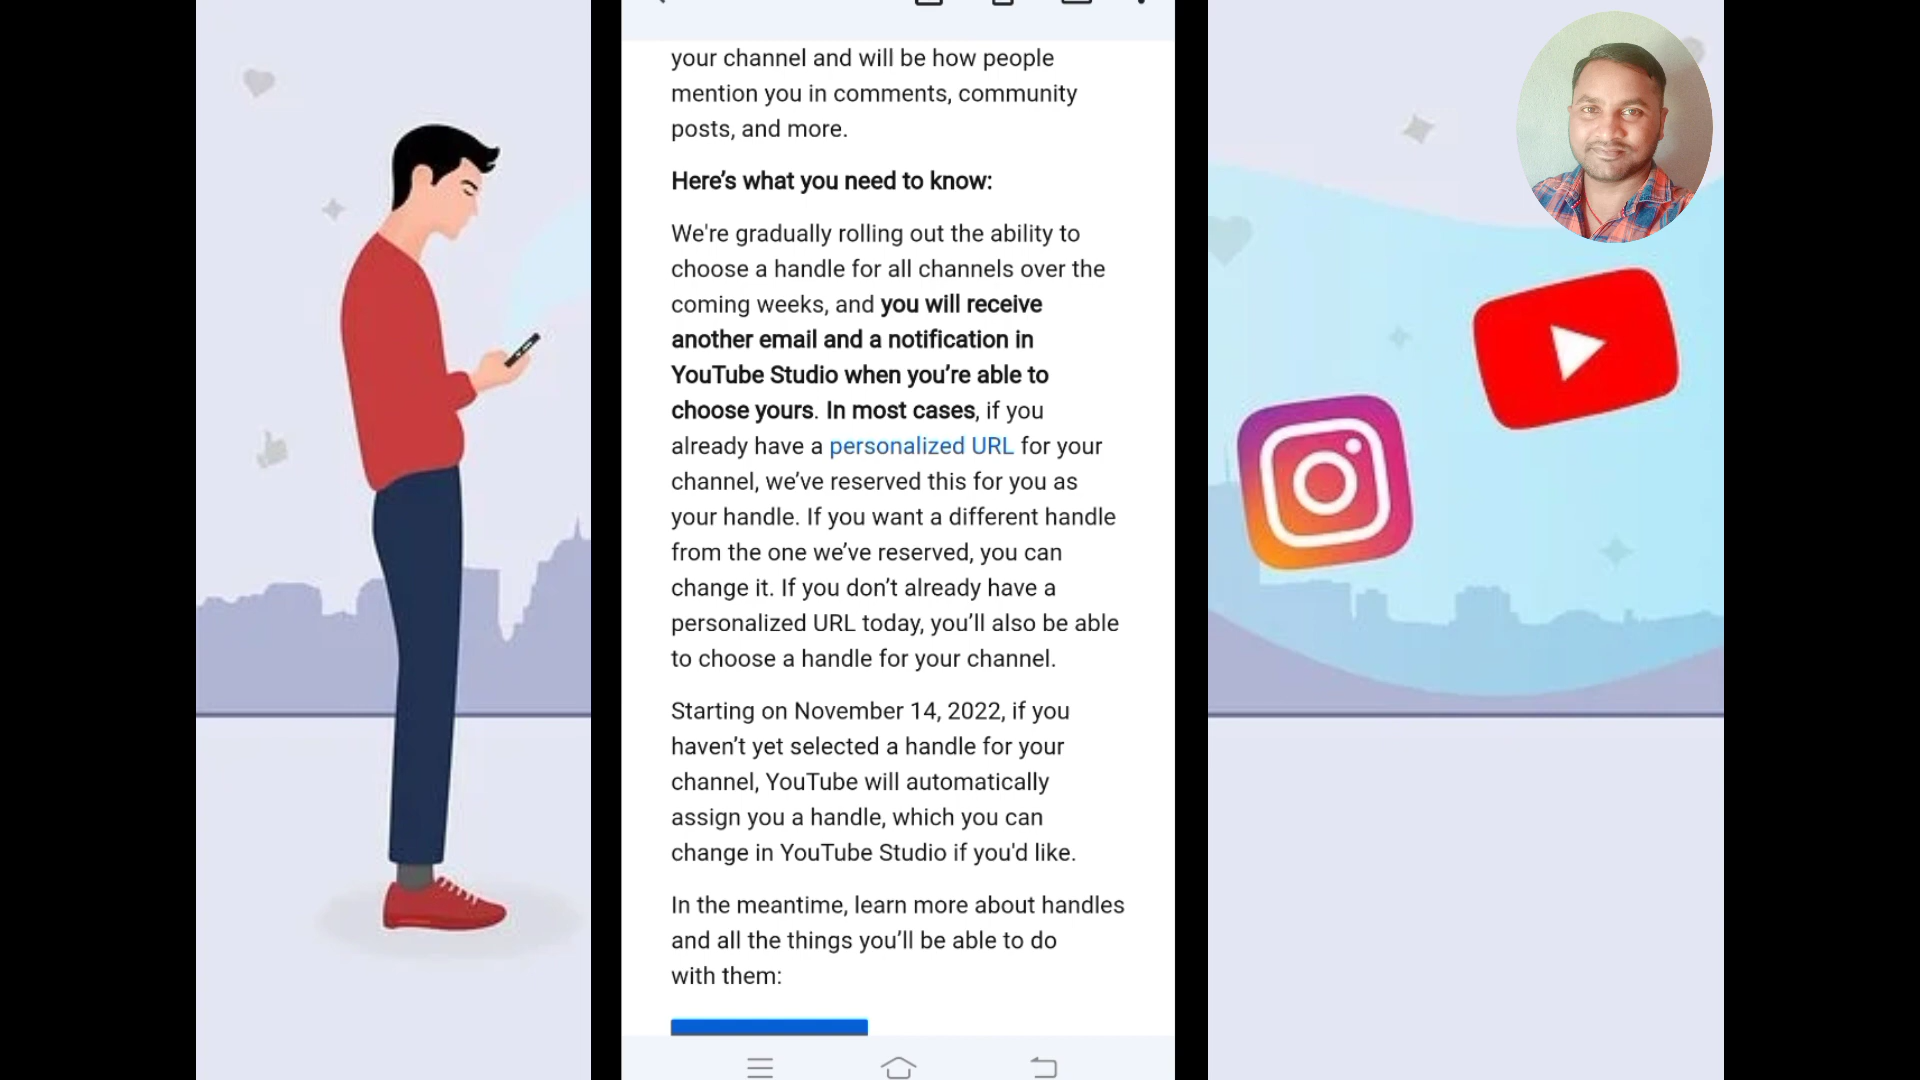 your channel and will be how people
mention you in comments, community
posts, and more.
Here’s what you need to know:
We're gradually rolling out the ability to
choose a handle for all channels over the
coming weeks, and you will receive
another email and a notification in
YouTube Studio when you’re able to
choose yours. In most cases, if you
already have a personalized URL for your
channel, we’ve reserved this for you as
your handle. If you want a different handle
from the one we’ve reserved, you can
change it. If you don’t already have a
personalized URL today, you’ll also be able
to choose a handle for your channel.
Starting on November 14, 2022, if you
haven’t yet selected a handle for your
channel, YouTube will automatically
assign you a handle, which you can
change in YouTube Studio if you'd like.
In the meantime, learn more about handles
and all the things you’ll be able to do
with them: